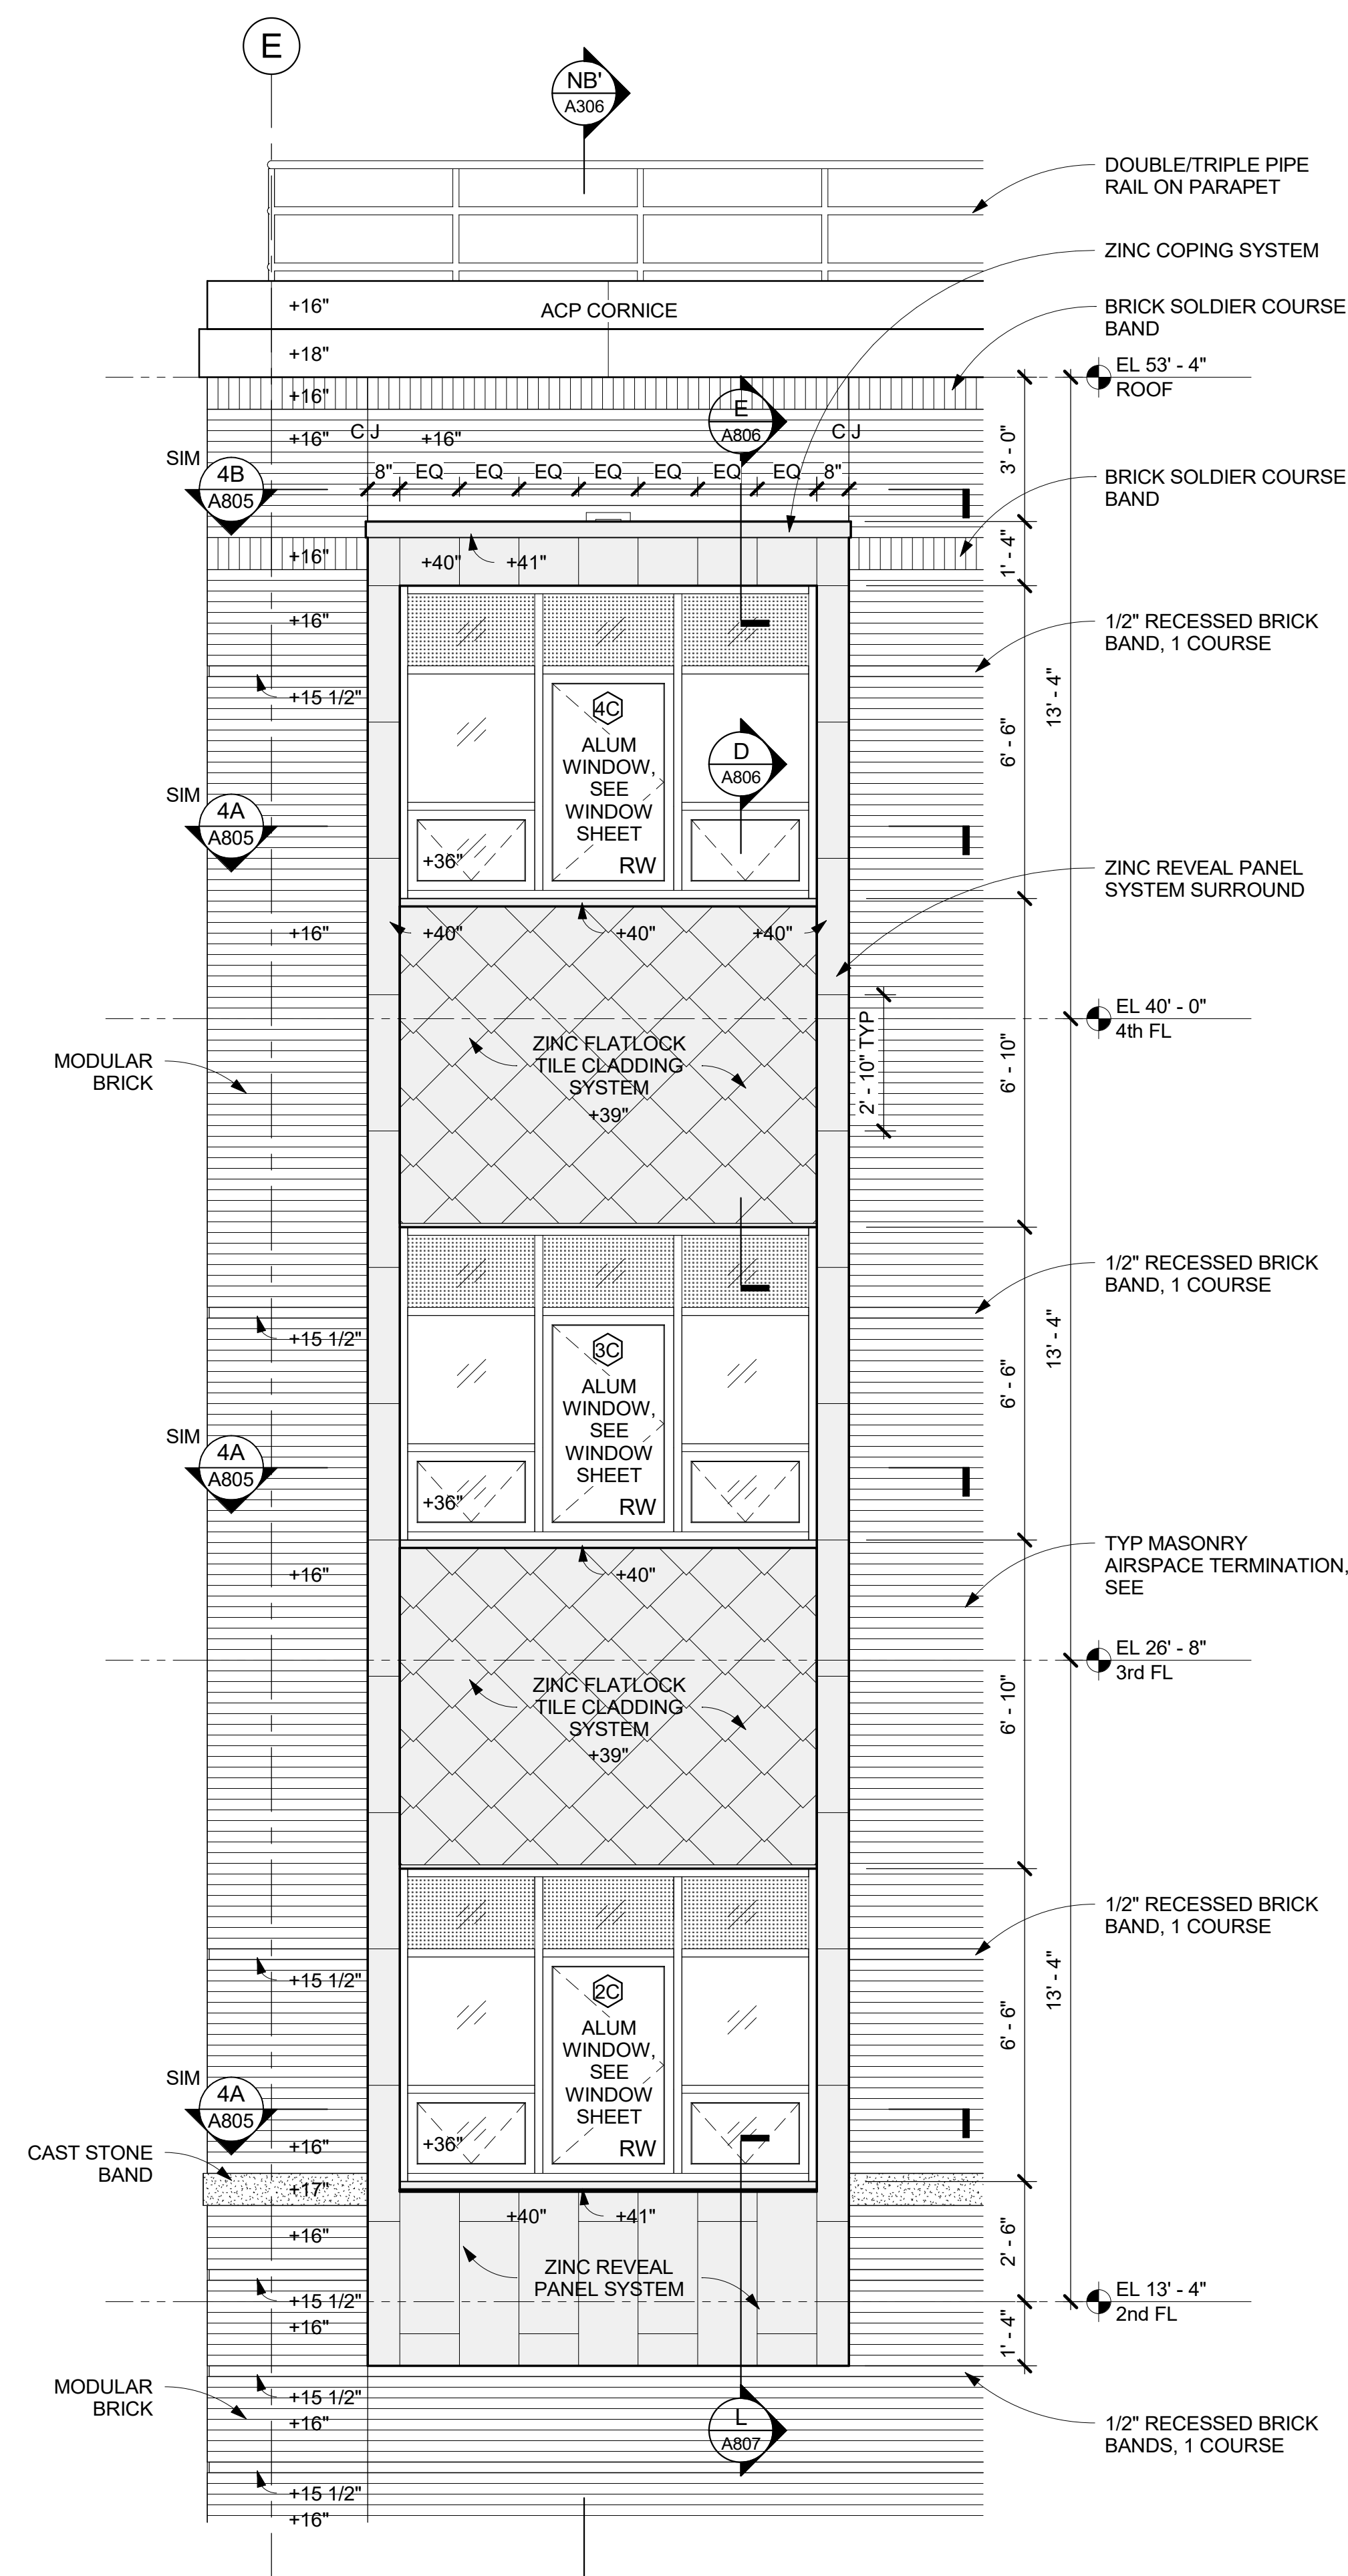 E
NB'
A306
DOUBLE/TRIPLE PIPE
RAIL ON PARAPET
ZINC COPING SYSTEM
+16"
ACP CORNICE
BRICK SOLDIER COURSE
BAND
+18"
EL 53' - 4"
ROOF
+16"
E
A806
+16"
C J
+16"
C J
3' - 0"
SIM
4B
A805
8"
EQ
EQ
EQ
EQ
EQ
EQ
EQ
8"
BRICK SOLDIER COURSE
BAND
+16"
+40"
+41"
1' - 4"
+16"
1/2" RECESSED BRICK
BAND, 1 COURSE
+15 1/2"
4C
ALUM
WINDOW,
SEE
WINDOW
SHEET
RW
D
A806
6' - 6"
13' - 4"
SIM
4A
A805
+36"
ZINC REVEAL PANEL
SYSTEM SURROUND
+16"
+40"
+40"
+40"
EL 40' - 0"
4th FL
MODULAR
BRICK
ZINC FLATLOCK
TILE CLADDING
SYSTEM
+39"
2' - 10" TYP
6' - 10"
1/2" RECESSED BRICK
BAND, 1 COURSE
+15 1/2"
3C
ALUM
WINDOW,
SEE
WINDOW
SHEET
RW
6' - 6"
13' - 4"
SIM
4A
A805
+36"
TYP MASONRY
AIRSPACE TERMINATION,
SEE
+16"
+40"
EL 26' - 8"
3rd FL
ZINC FLATLOCK
TILE CLADDING
SYSTEM
+39"
6' - 10"
1/2" RECESSED BRICK
BAND, 1 COURSE
+15 1/2"
2C
ALUM
WINDOW,
SEE
WINDOW
SHEET
RW
6' - 6"
13' - 4"
SIM
4A
A805
+36"
+16"
CAST STONE
BAND
+17"
+16"
+40"
+41"
2' - 6"
ZINC REVEAL
PANEL SYSTEM
+15 1/2"
EL 13' - 4"
2nd FL
+16"
1' - 4"
MODULAR
BRICK
+15 1/2"
+16"
L
A807
1/2" RECESSED BRICK
BANDS, 1 COURSE
+15 1/2"
+16"